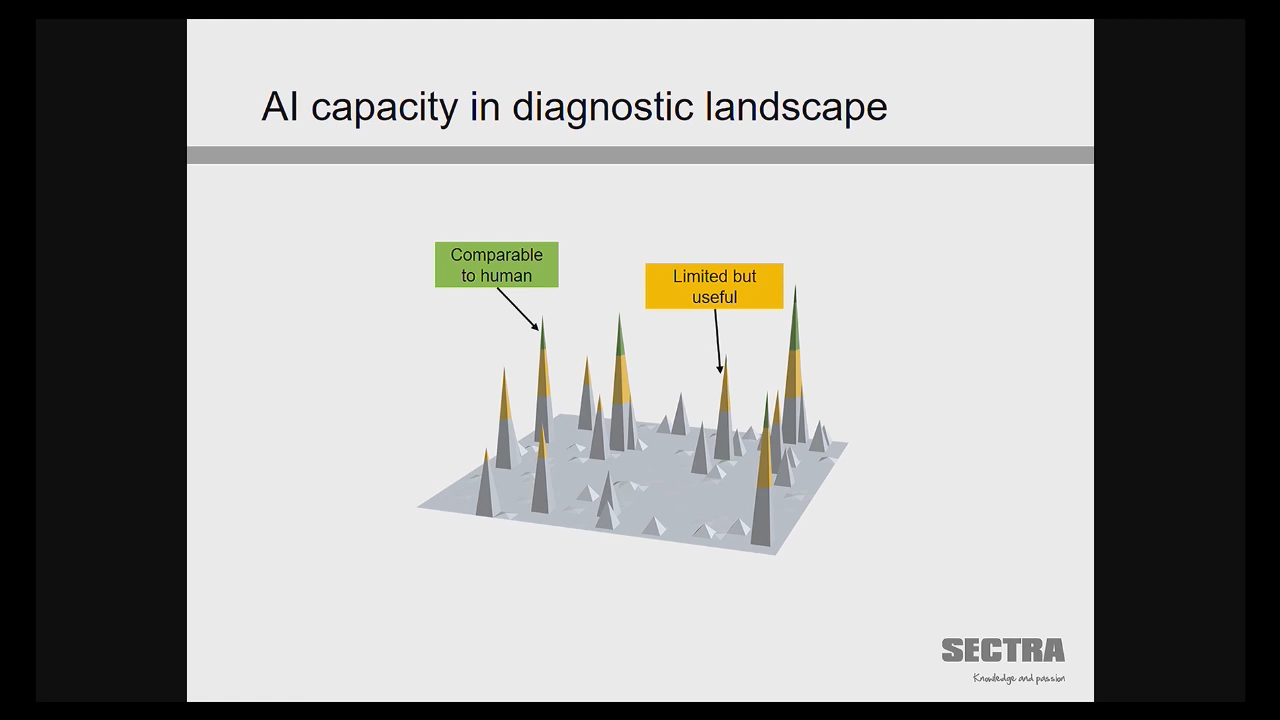 AI capacity in diagnostic landscape
Comparable
to human
Limited but
useful
SECTRA
Knowledge and passion